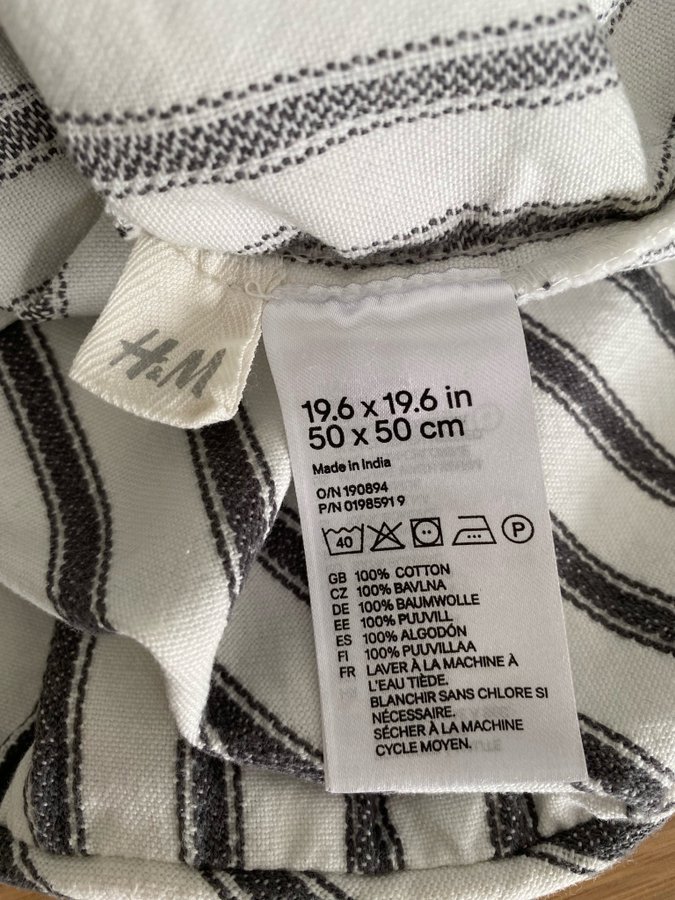 H&M
19.6 x 19.6 in
50 x 50 cm
Made in India
O/N 190894
P/N 0198591 9
40
P
GB 100% COTTON
CZ 100% BAVLNA
DE 100% BAUMWOLLE
EE 100% PUUVILL
ES 100% ALGODÓN
FI 100% PUUVILLAA
FR LAVER À LA MACHINE À
L'EAU TIÈDE.
BLANCHIR SANS CHLORE SI
NÉCESSAIRE.
SÉCHER À LA MACHINE
CYCLE MOYEN.